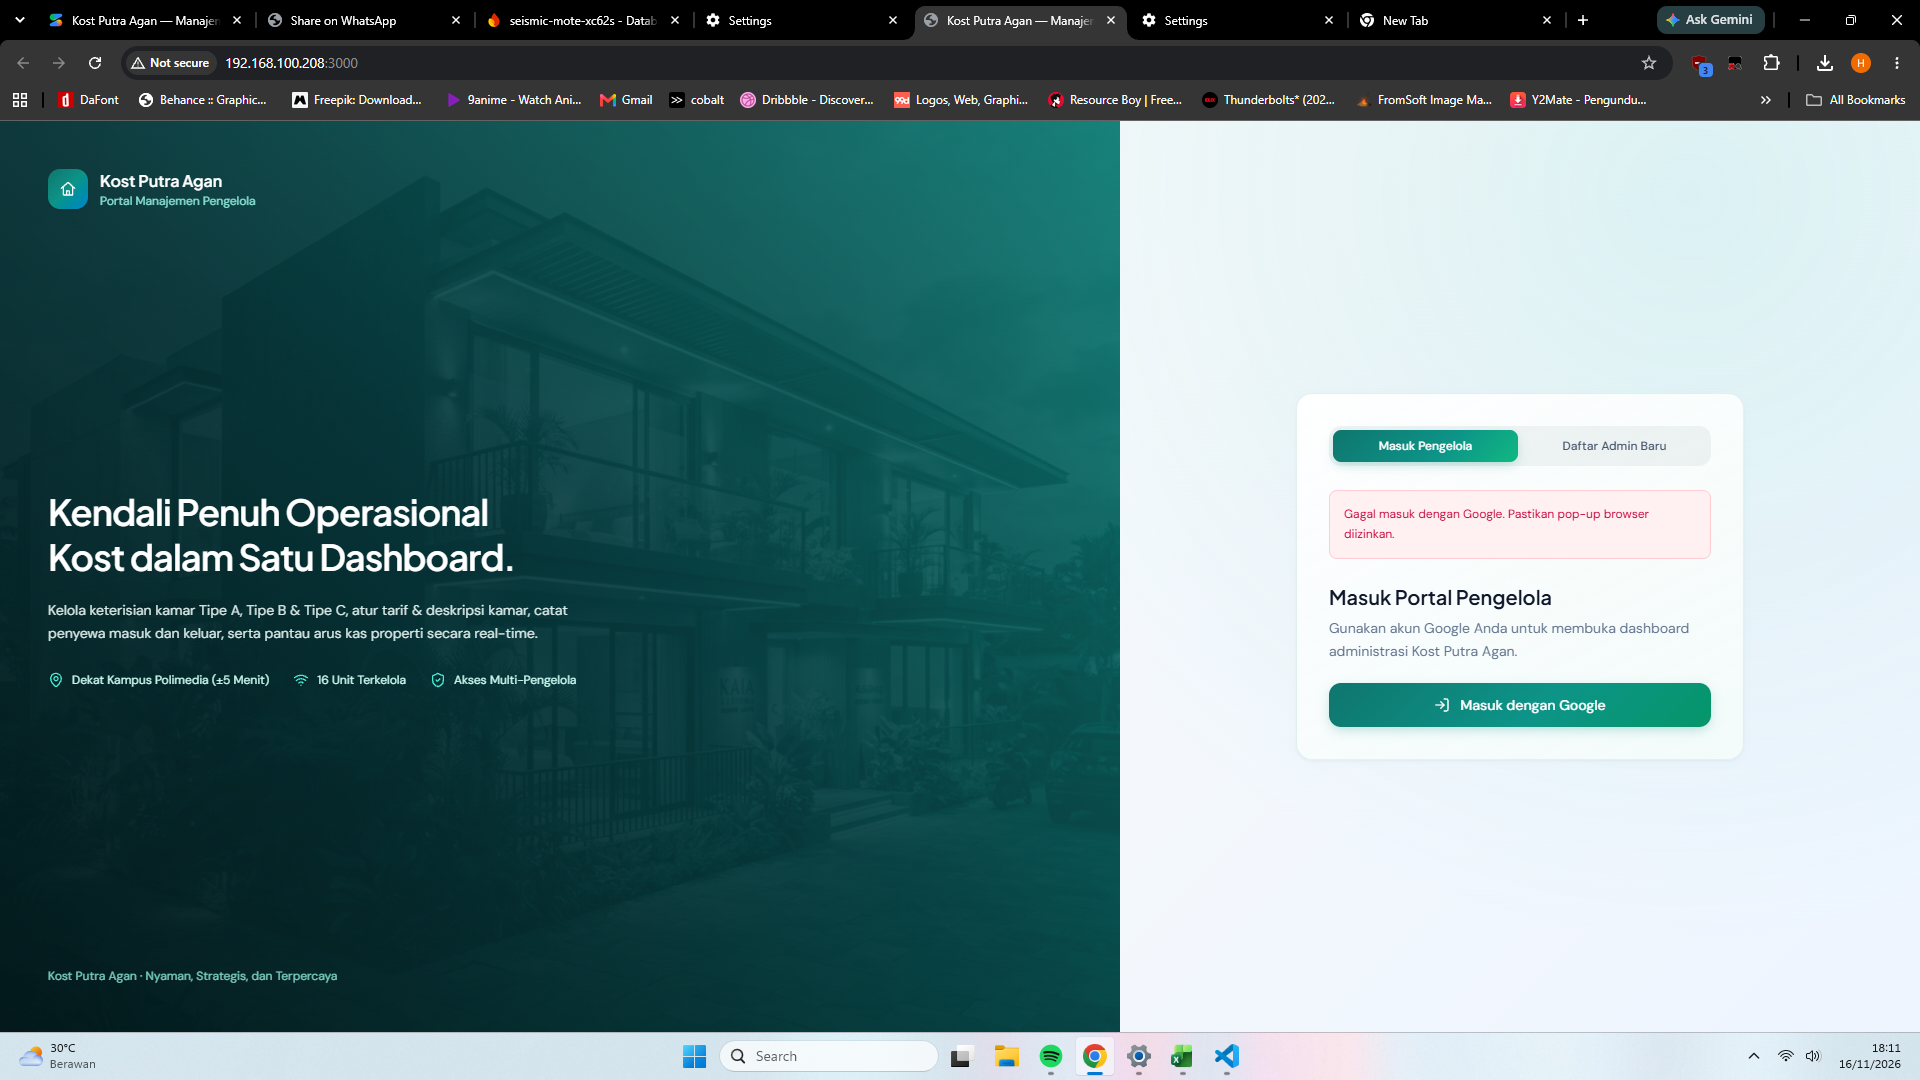 Kost Putra Agan — Manajer
Share on WhatsApp
seismic-mote-xc62s - Datab
Settings
Kost Putra Agan — Manajer
Settings
New Tab
Ask Gemini
Not secure
192.168.100.208:3000
3
H
DaFont
Behance :: Graphic...
Freepik: Download...
9anime - Watch Ani...
Gmail
cobalt
Dribbble - Discover...
Logos, Web, Graphi...
Resource Boy | Free...
Thunderbolts* (202...
FromSoft Image Ma...
Y2Mate - Pengundu...
All Bookmarks
Kost Putra Agan
Portal Manajemen Pengelola
Kendali Penuh Operasional
Kost dalam Satu Dashboard.
Kelola keterisian kamar Tipe A, Tipe B & Tipe C, atur tarif & deskripsi kamar, catat
penyewa masuk dan keluar, serta pantau arus kas properti secara real-time.
Dekat Kampus Polimedia (±5 Menit)
16 Unit Terkelola
Akses Multi-Pengelola
Kost Putra Agan · Nyaman, Strategis, dan Terpercaya
Masuk Pengelola
Daftar Admin Baru
Gagal masuk dengan Google. Pastikan pop-up browser
diizinkan.
Masuk Portal Pengelola
Gunakan akun Google Anda untuk membuka dashboard
administrasi Kost Putra Agan.
Masuk dengan Google
30°C
Berawan
Search
18:11
16/11/2026